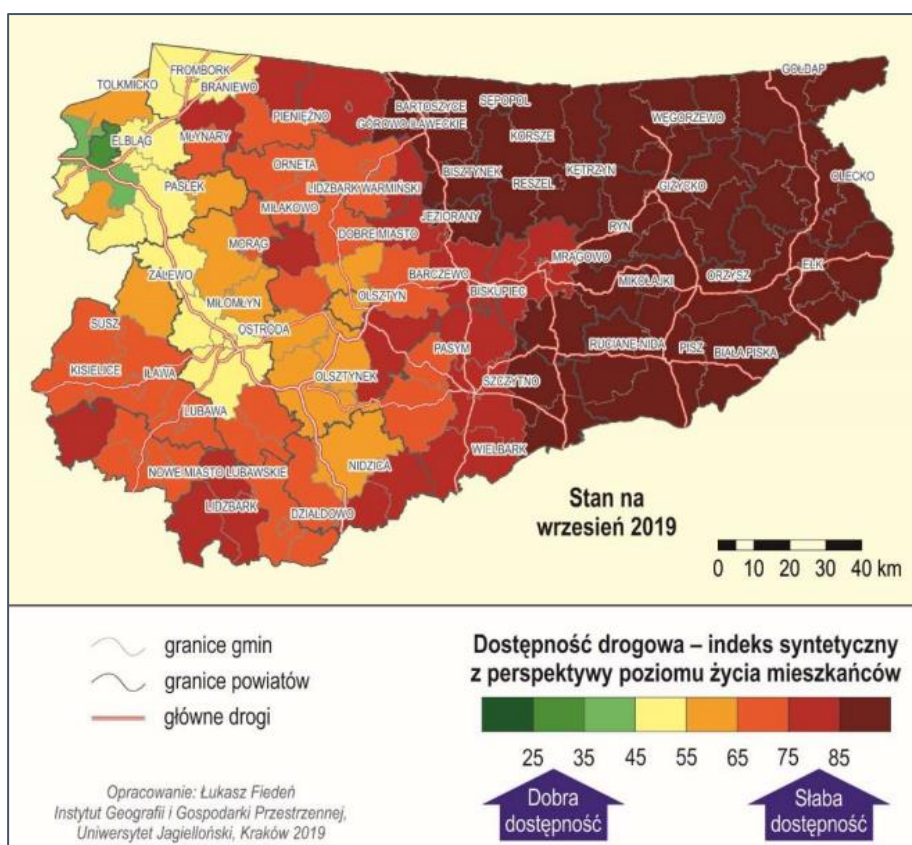 GOŁDAP
TOLKMICKO
FROMBORK
BRANIEWO
BARTOSZYCE
SĘPOPOL
WĘGORZEWO
GÓROWO IŁAWECKIE
PIENIĘŻNO
MŁYNARY
ELBLĄG
KORSZE
ORNETA
BISZTYNEK
RESZEL
KĘTRZYN
OLECKO
PASŁĘK
LIDZBARK WARMIŃSKI
GIŻYCKO
MIŁAKOWO
JEZIORANY
RYN
DOBRE MIASTO
MORĄG
MRĄGOWO
ZALEWO
BARCZEWO
MIKOŁAJKI
ORZYSZ
EŁK
BISKUPIEC
MIŁOMŁYN
OLSZTYN
SUSZ
OSTRÓDA
RUCIANE-NIDA
PISZ
BIAŁA PISKA
KISIELICE
IŁAWA
OLSZTYNEK
PASYM
SZCZYTNO
LUBAWA
WIELBARK
NOWE MIASTO LUBAWSKIE
NIDZICA
LIDZBARK
DZIAŁDOWO
Stan na
wrzesień 2019
0 10 20 30 40 km
granice gmin
granice powiatów
główne drogi
Opracowanie: Łukasz Fiedeń
Instytut Geografii i Gospodarki Przestrzennej,
Uniwersytet Jagielloński, Kraków 2019
Dostępność drogowa – indeks syntetyczny
z perspektywy poziomu życia mieszkańców
25 35 45 55 65 75 85
Dobra
dostępność
Słaba
dostępność